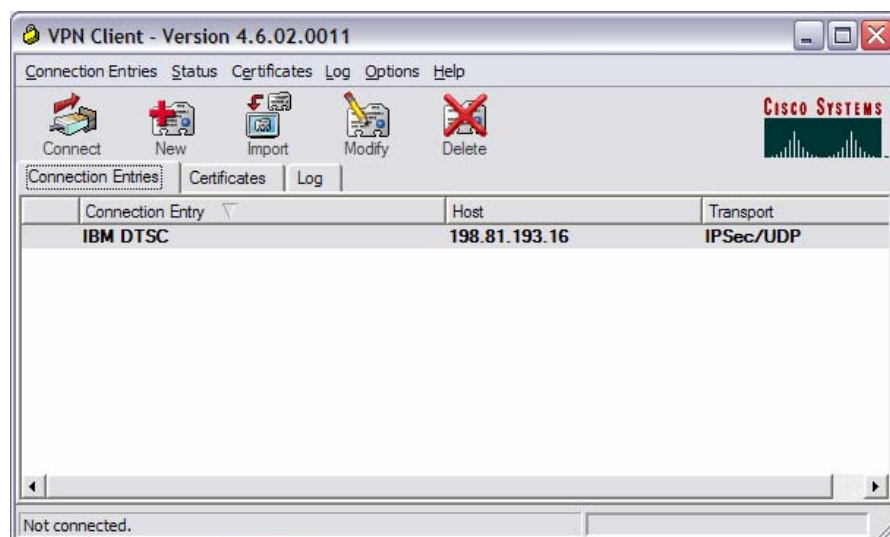 VPN Client - Version 4.6.02.0011
Connection Entries Status Certificates Log Options Help
Connect New Import Modify Delete
CISCO SYSTEMS
Connection Entries Certificates Log
Connection Entry Host Transport
IBM DTSC 198.81.193.16 IPSec/UDP
Not connected.